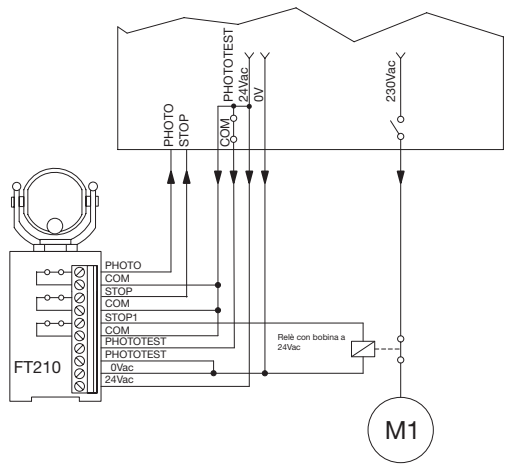 PHOTOTEST
24Vac
0V
230Vac
PHOTO
STOP
COM
PHOTO
COM
STOP
COM
STOP1
COM
PHOTOTEST
PHOTOTEST
0Vac
24Vac
FT210
Relè con bobina a
24Vac
M1